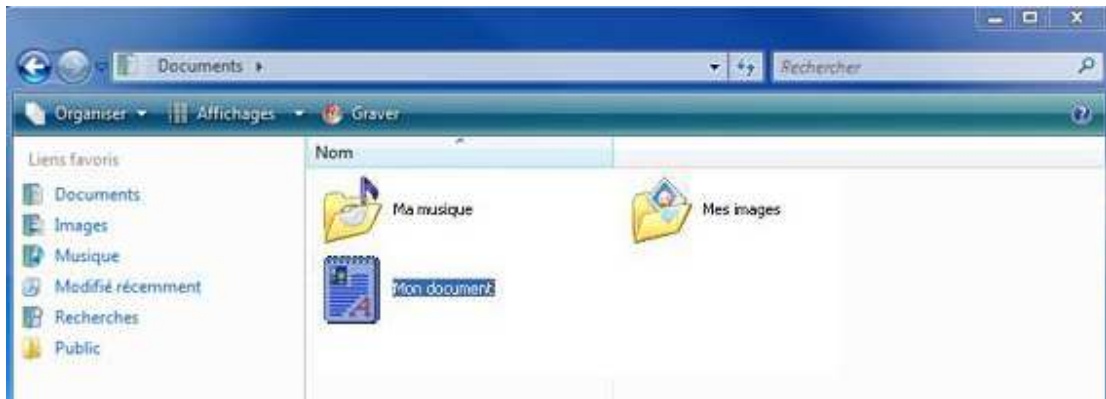 Documents
Rechercher
Organiser Affichages Graver
Liens favoris
Documents
Images
Musique
Modifié récemment
Recherches
Public
Nom
Ma musique
Mes images
Mon document